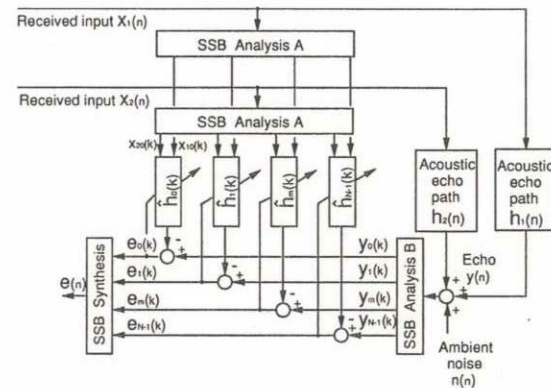 Received input X₁(n)
SSB Analysis A
Received input X₂(n)
SSB Analysis A
X₂₀(k) X₁₀(k)
ĥ₀(k)
ĥ₁(k)
ĥm(k)
ĥN-1(k)
Acoustic echo path h₂(n)
Acoustic echo path h₁(n)
SSB Synthesis
SSB Analysis B
e(n)
e₀(k) - + y₀(k)
e₁(k) - + y₁(k)
em(k) - + ym(k)
eN-1(k) - + yN-1(k)
Echo
y(n)
+ +
+
Ambient
noise
n(n)